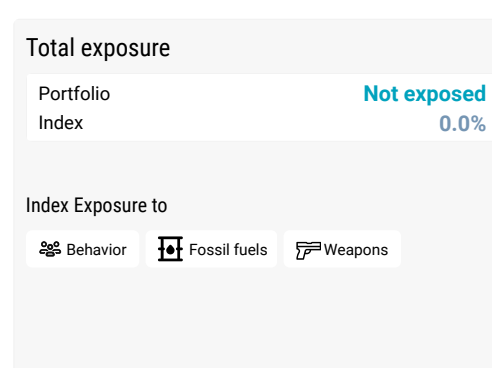 Total exposure
Portfolio Not exposed
Index 0.0%
Index Exposure to
Behavior Fossil fuels Weapons